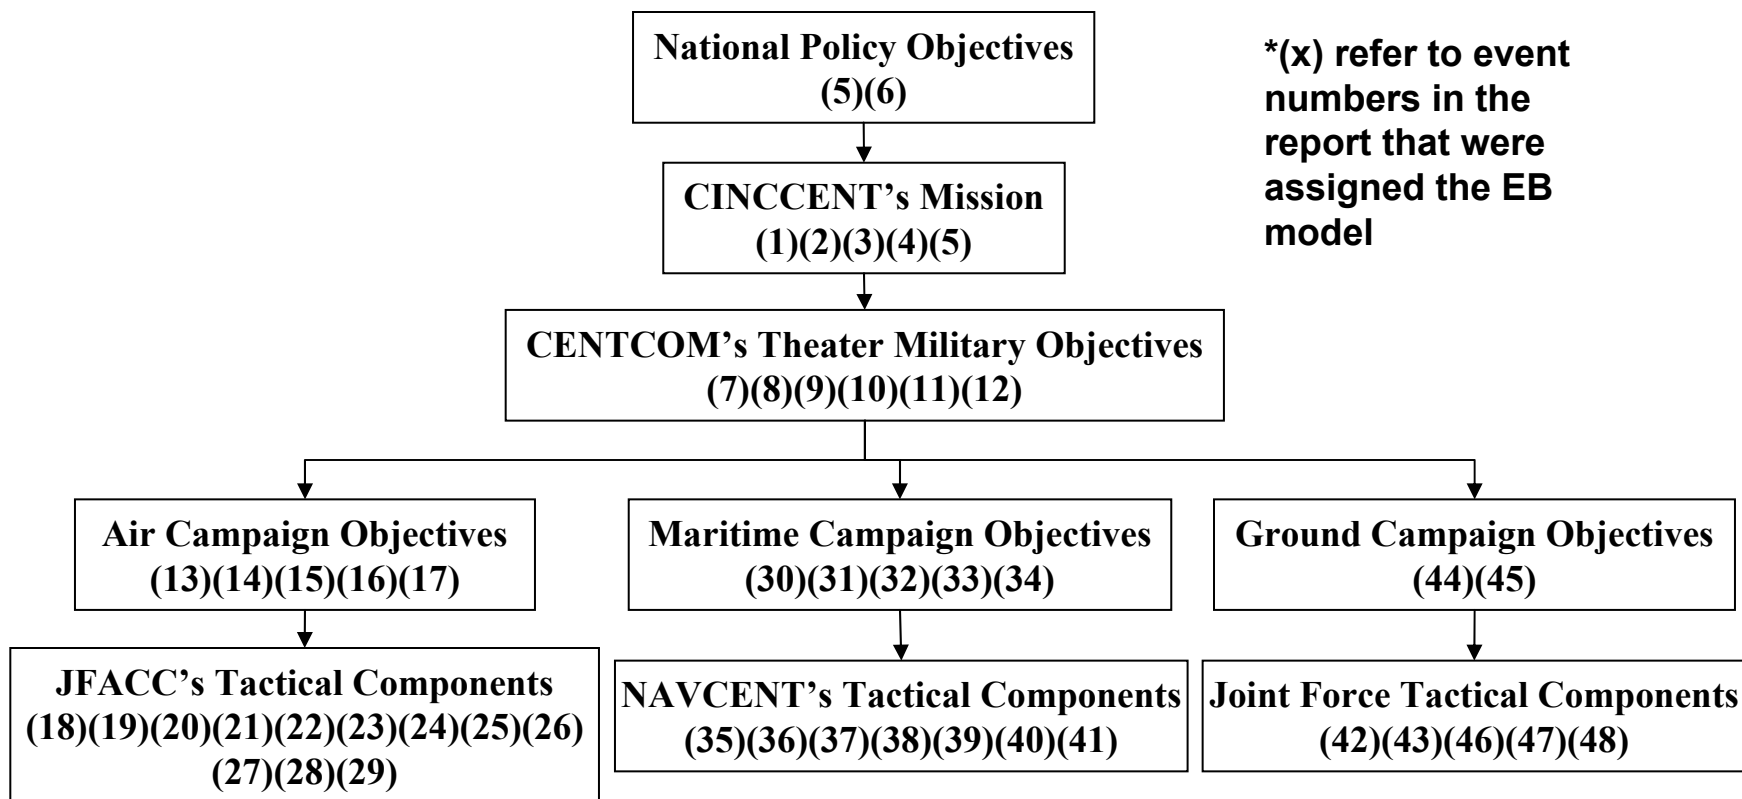 National Policy Objectives
(5)(6)
*(x) refer to event
numbers in the
report that were
assigned the EB
model
CINCCENT’s Mission
(1)(2)(3)(4)(5)
CENTCOM’s Theater Military Objectives
(7)(8)(9)(10)(11)(12)
Air Campaign Objectives
(13)(14)(15)(16)(17)
Maritime Campaign Objectives
(30)(31)(32)(33)(34)
Ground Campaign Objectives
(44)(45)
JFACC’s Tactical Components
(18)(19)(20)(21)(22)(23)(24)(25)(26)
(27)(28)(29)
NAVCENT’s Tactical Components
(35)(36)(37)(38)(39)(40)(41)
Joint Force Tactical Components
(42)(43)(46)(47)(48)